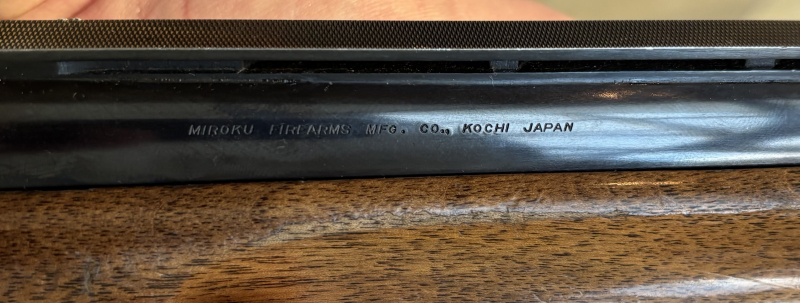 MIROKU FIREARMS MFG. CO., KOCHI JAPAN